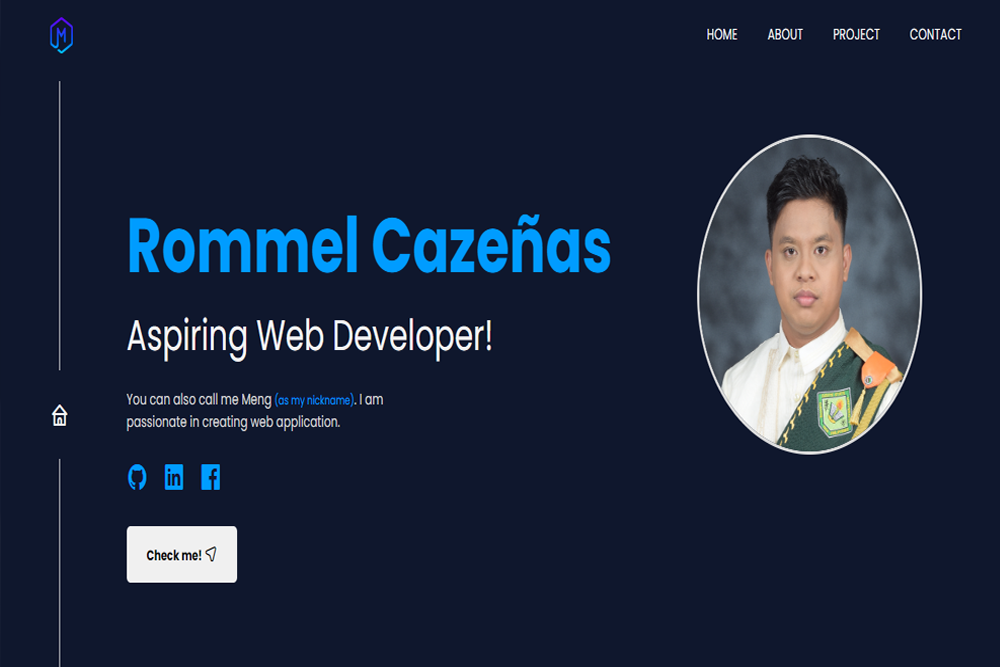 M
HOME ABOUT PROJECT CONTACT
Rommel Cazeñas
Aspiring Web Developer!
You can also call me Meng (as my nickname). I am
passionate in creating web application.
in f
Check me!